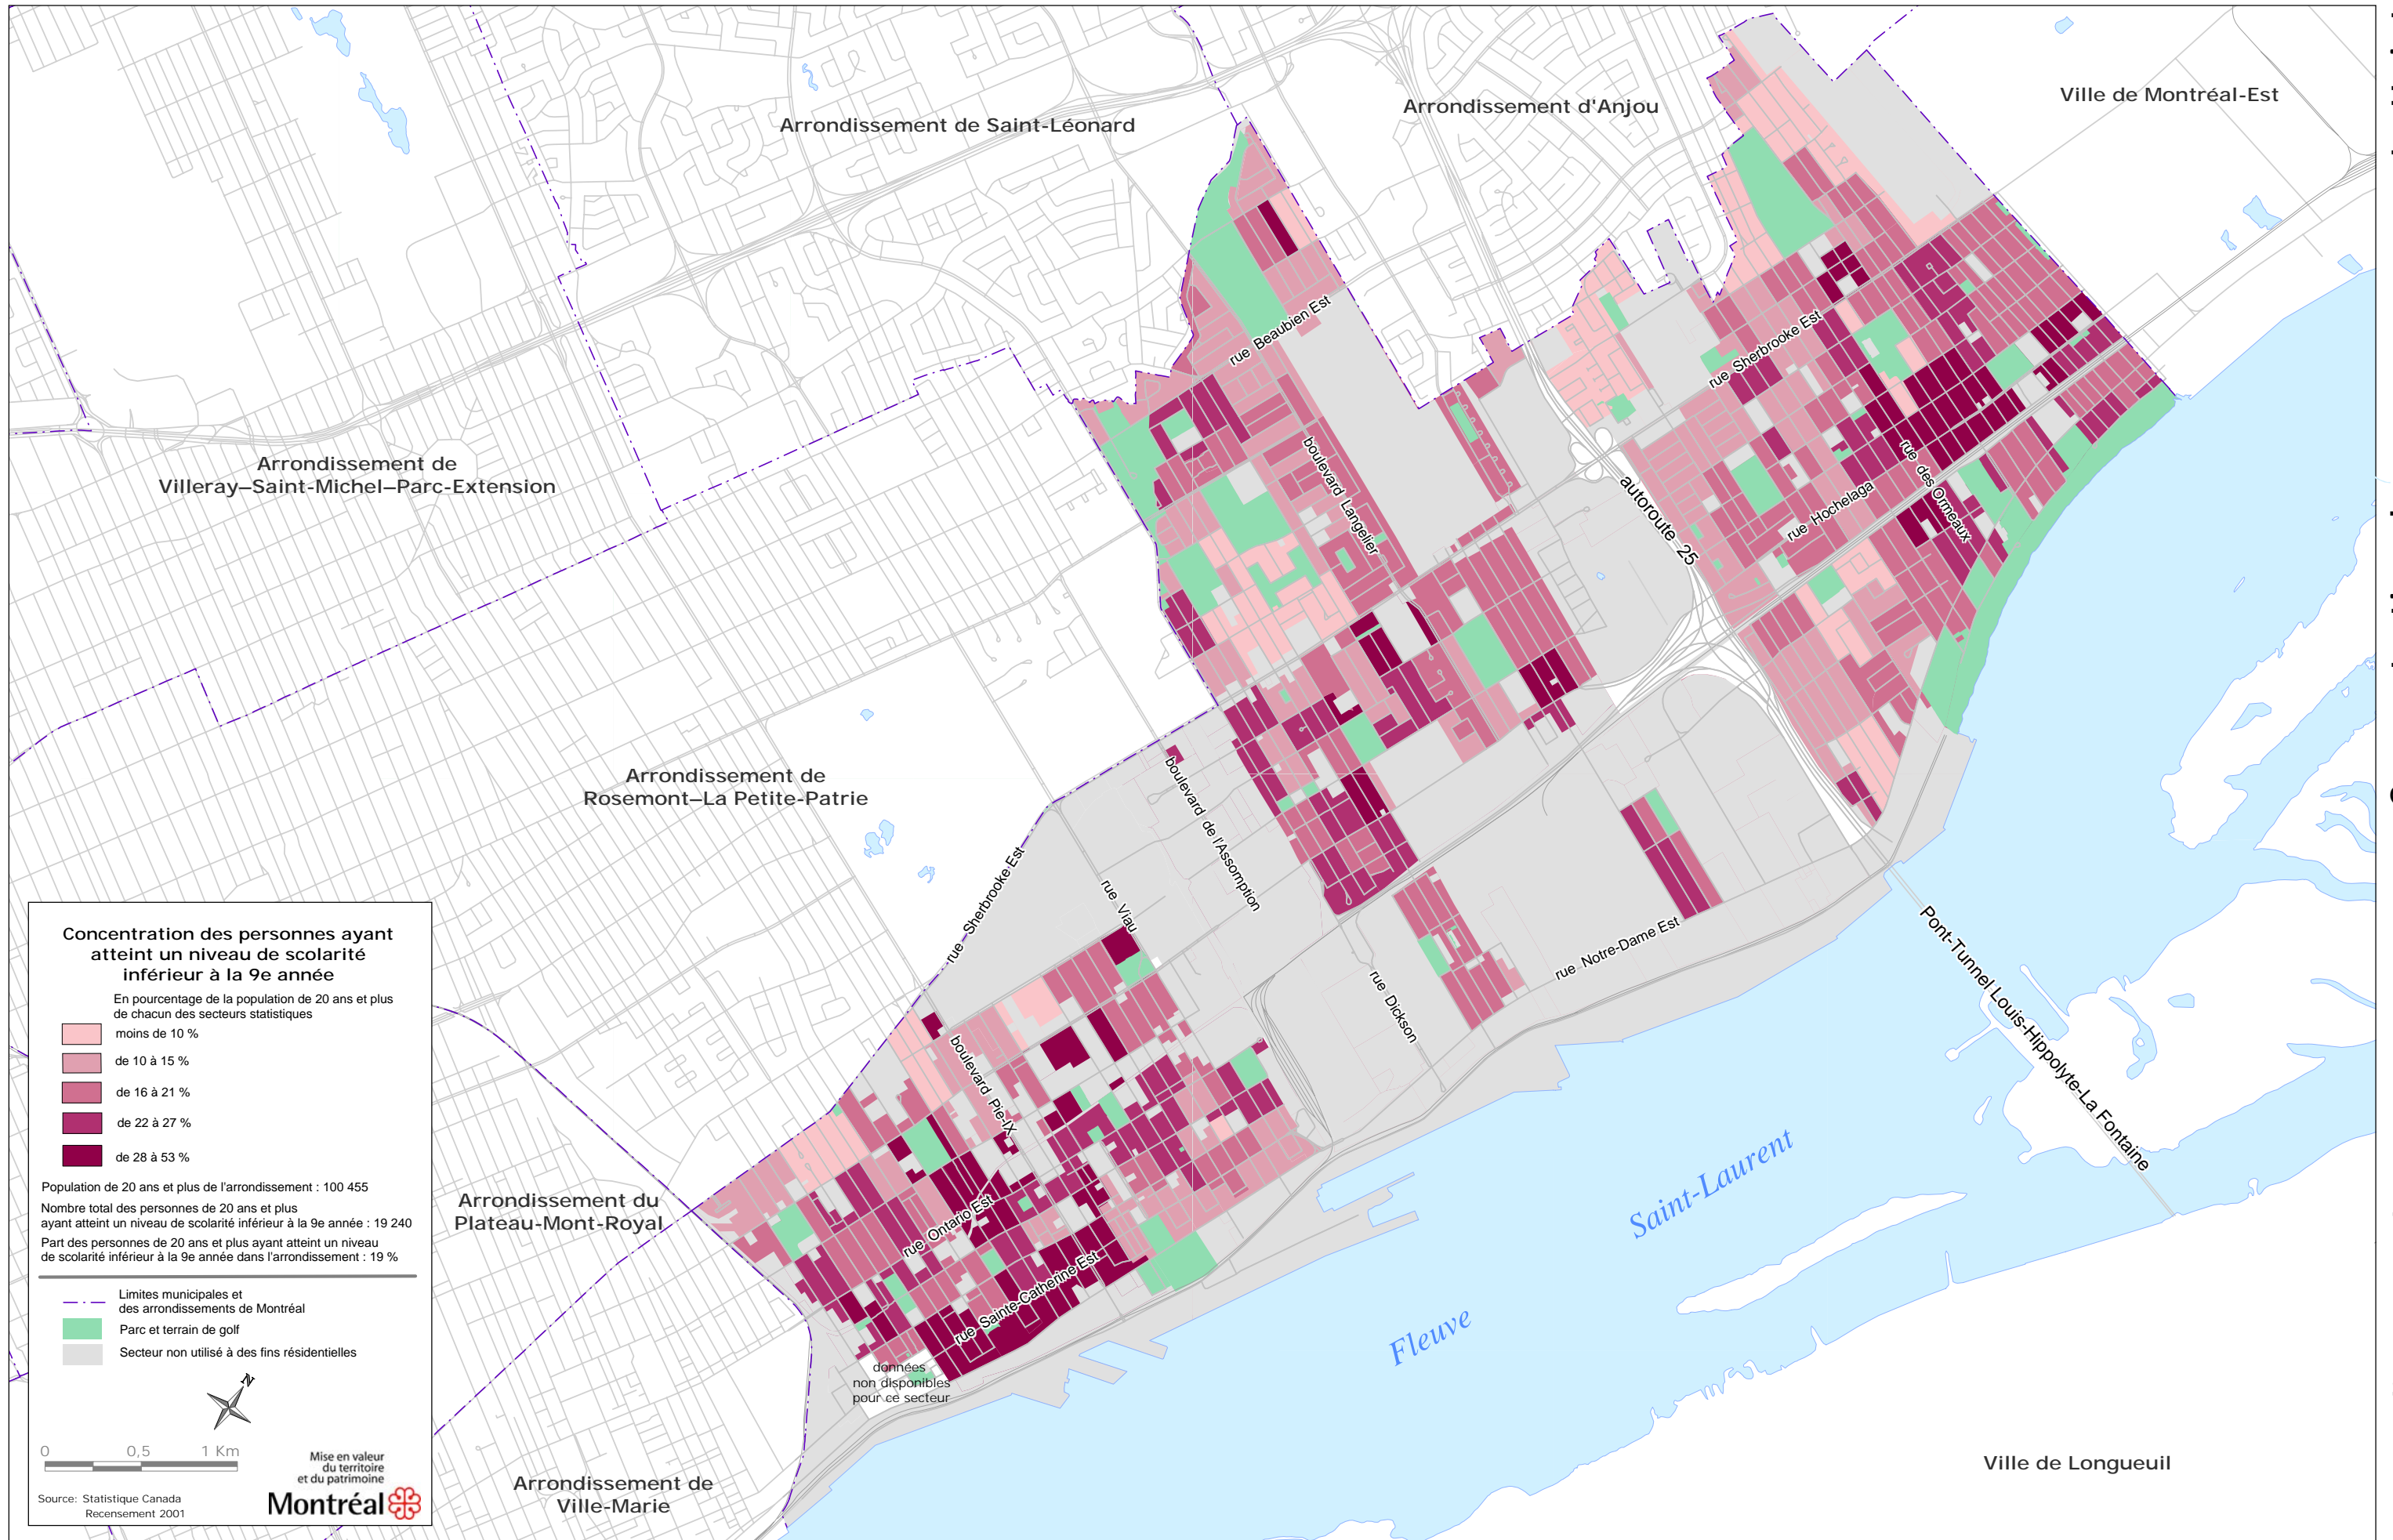 Arrondissement de Saint-Léonard
Arrondissement d'Anjou
Ville de Montréal-Est
rue Beaubien Est
rue Sherbrooke Est
Arrondissement de
Villeray–Saint-Michel–Parc-Extension
boulevard Langelier
autoroute 25
rue Hochelaga
rue des Ormeaux
Arrondissement de
Rosemont–La Petite-Patrie
boulevard de l'Assomption
rue Sherbrooke Est
rue Viau
rue Dickson
rue Notre-Dame Est
Pont-Tunnel Louis-Hippolyte-La Fontaine
boulevard Pie-IX
Arrondissement du
Plateau-Mont-Royal
rue Ontario Est
rue Sainte-Catherine Est
données
non disponibles
pour ce secteur
Fleuve
Saint-Laurent
Arrondissement de
Ville-Marie
Ville de Longueuil
Concentration des personnes ayant
atteint un niveau de scolarité
inférieur à la 9e année
En pourcentage de la population de 20 ans et plus
de chacun des secteurs statistiques
moins de 10 %
de 10 à 15 %
de 16 à 21 %
de 22 à 27 %
de 28 à 53 %
Population de 20 ans et plus de l'arrondissement : 100 455
Nombre total des personnes de 20 ans et plus
ayant atteint un niveau de scolarité inférieur à la 9e année : 19 240
Part des personnes de 20 ans et plus ayant atteint un niveau
de scolarité inférieur à la 9e année dans l'arrondissement : 19 %
Limites municipales et
des arrondissements de Montréal
Parc et terrain de golf
Secteur non utilisé à des fins résidentielles
N
0 0,5 1 Km
Mise en valeur
du territoire
et du patrimoine
Montréal
Source: Statistique Canada
Recensement 2001